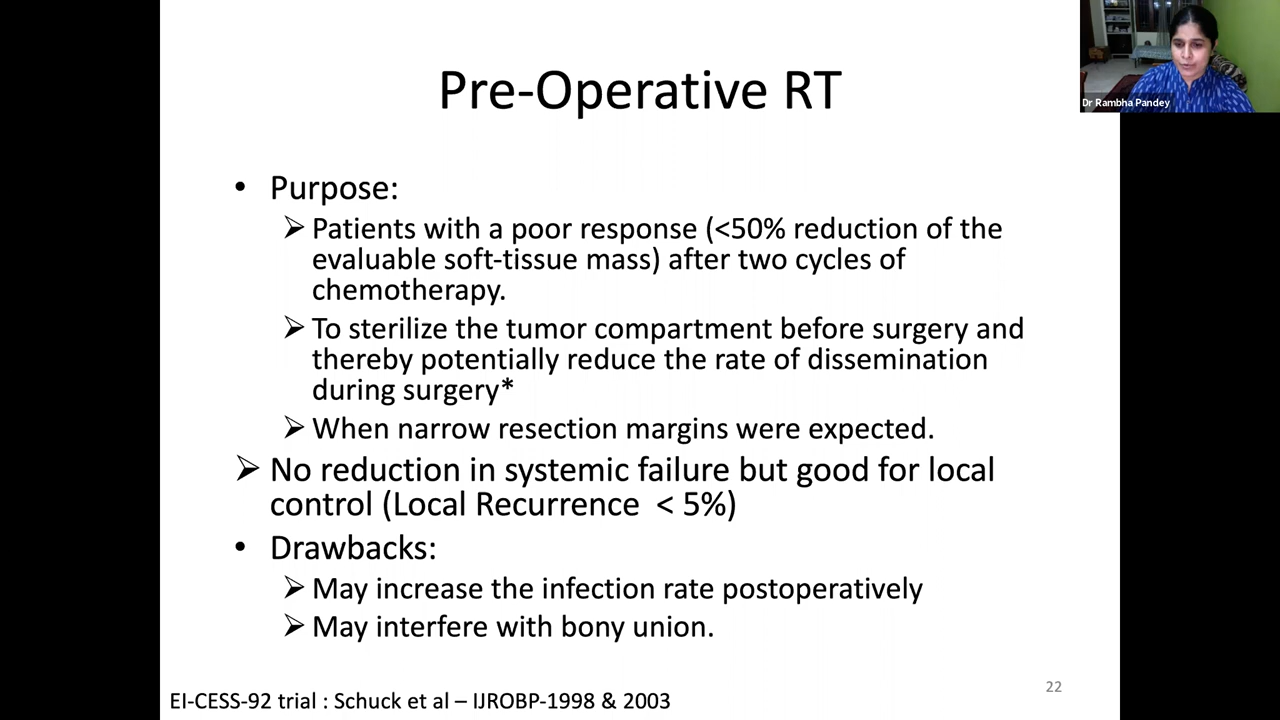 Pre-Operative RT
Dr Rambha Pandey
• Purpose:
➢ Patients with a poor response (<50% reduction of the
evaluable soft-tissue mass) after two cycles of
chemotherapy.
➢ To sterilize the tumor compartment before surgery and
thereby potentially reduce the rate of dissemination
during surgery*
➢ When narrow resection margins were expected.
➢ No reduction in systemic failure but good for local
control (Local Recurrence < 5%)
• Drawbacks:
➢ May increase the infection rate postoperatively
➢ May interfere with bony union.
EI-CESS-92 trial : Schuck et al – IJROBP-1998 & 2003
22